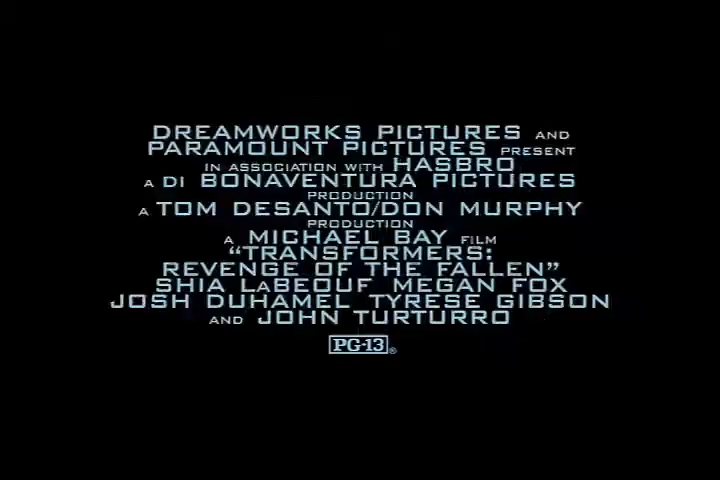 DREAMWORKS PICTURES AND
PARAMOUNT PICTURES PRESENT
IN ASSOCIATION WITH HASBRO
A DI BONAVENTURA PICTURES
PRODUCTION
A TOM DESANTO/DON MURPHY
PRODUCTION
A MICHAEL BAY FILM
“TRANSFORMERS:
REVENGE OF THE FALLEN”
SHIA LABEOUF MEGAN FOX
JOSH DUHAMEL TYRESE GIBSON
AND JOHN TURTURRO
PG-13®